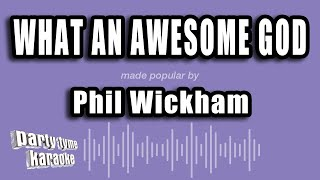 WHAT AN AWESOME GOD
made popular by
Phil Wickham
Party Tyme
KARAOKE